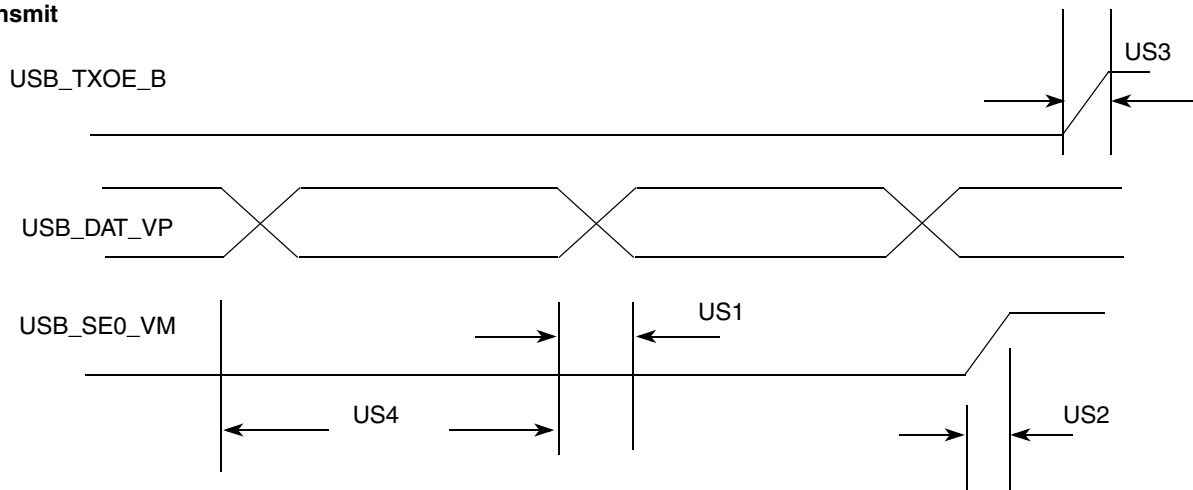 nsmit
US3
USB_TXOE_B
USB_DAT_VP
US1
USB_SE0_VM
US4
US2